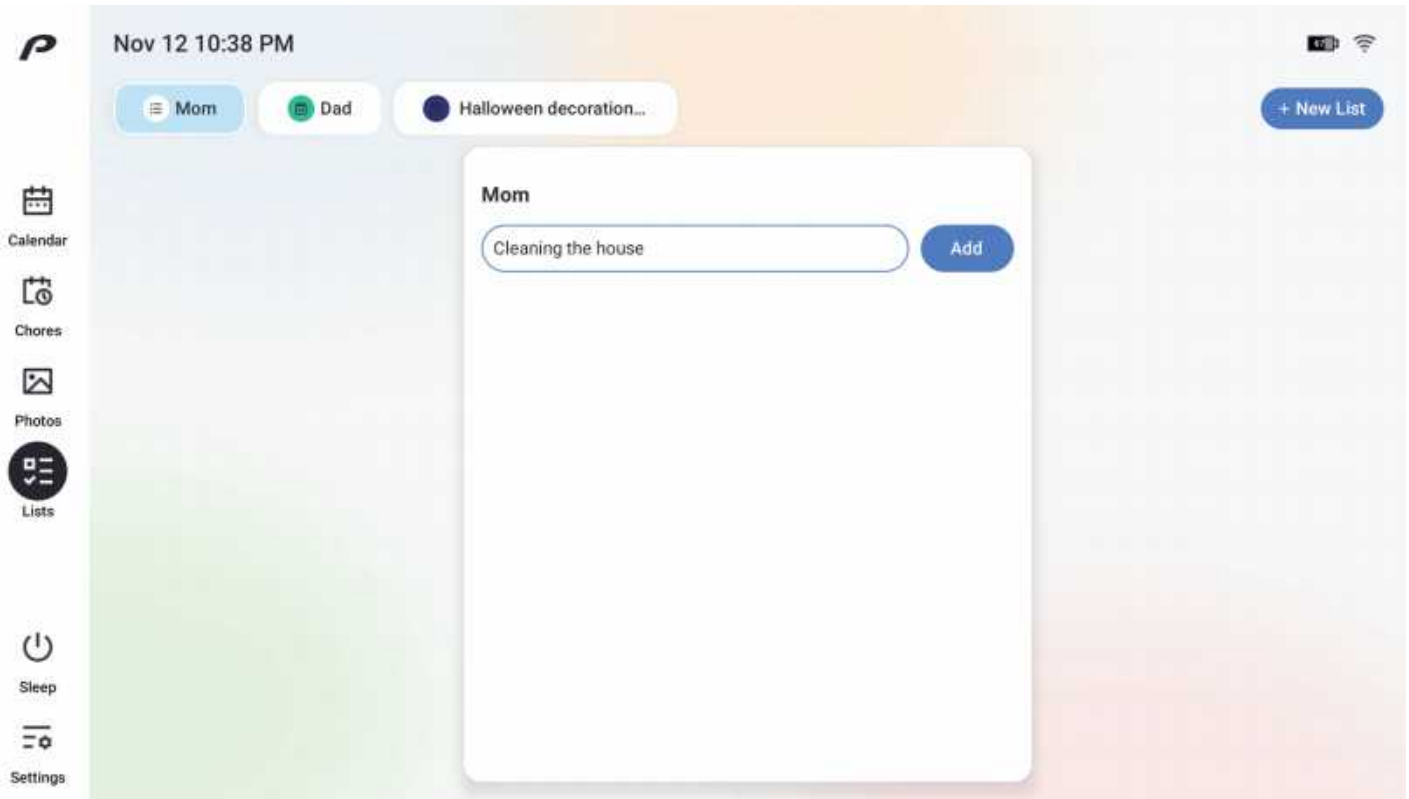 Nov 12 10:38 PM
Mom
Dad
Halloween decoration...
+ New List
Mom
Cleaning the house
Add
Calendar
Chores
Photos
Lists
Sleep
Settings